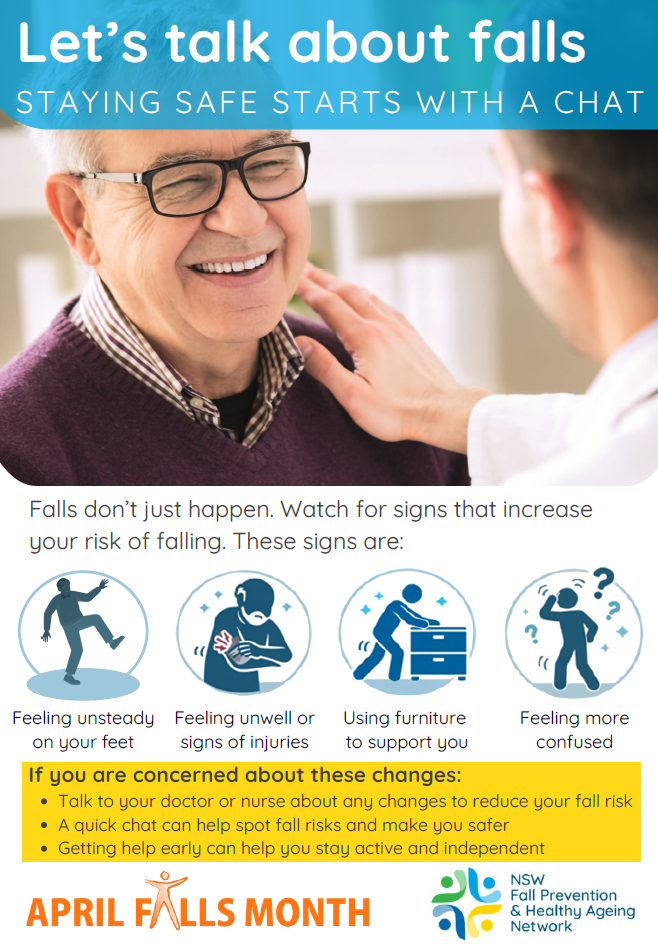 Let's talk about falls
STAYING SAFE STARTS WITH A CHAT
Falls don't just happen. Watch for signs that increase
your risk of falling. These signs are:
Feeling unsteady
on your feet
Feeling unwell or
signs of injuries
Using furniture
to support you
Feeling more
confused
If you are concerned about these changes:
• Talk to your doctor or nurse about any changes to reduce your fall risk
• A quick chat can help spot fall risks and make you safer
• Getting help early can help you stay active and independent
APRIL FALLS MONTH
NSW
Fall Prevention
& Healthy Ageing
Network